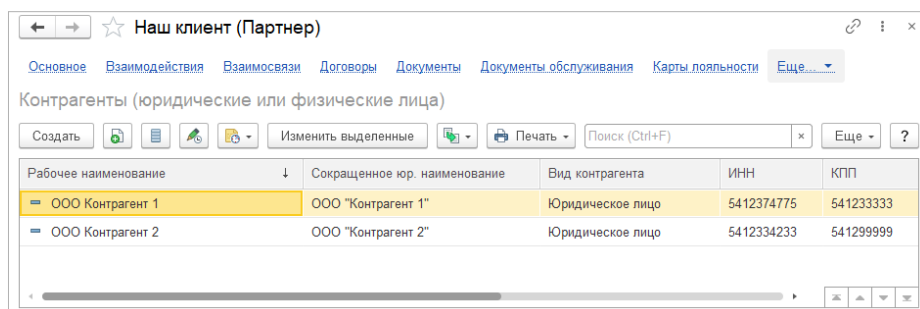 Наш клиент (Партнер)
Основное Взаимодействия Взаимосвязи Договоры Документы Документы обслуживания Карты лояльности Еще...
Контрагенты (юридические или физические лица)
Создать Изменить выделенные Печать Поиск (Ctrl+F) × Еще ?
Рабочее наименование ↓ Сокращенное юр. наименование Вид контрагента ИНН КПП
ООО Контрагент 1 ООО "Контрагент 1" Юридическое лицо 5412374775 541233333
ООО Контрагент 2 ООО "Контрагент 2" Юридическое лицо 5412334233 541299999